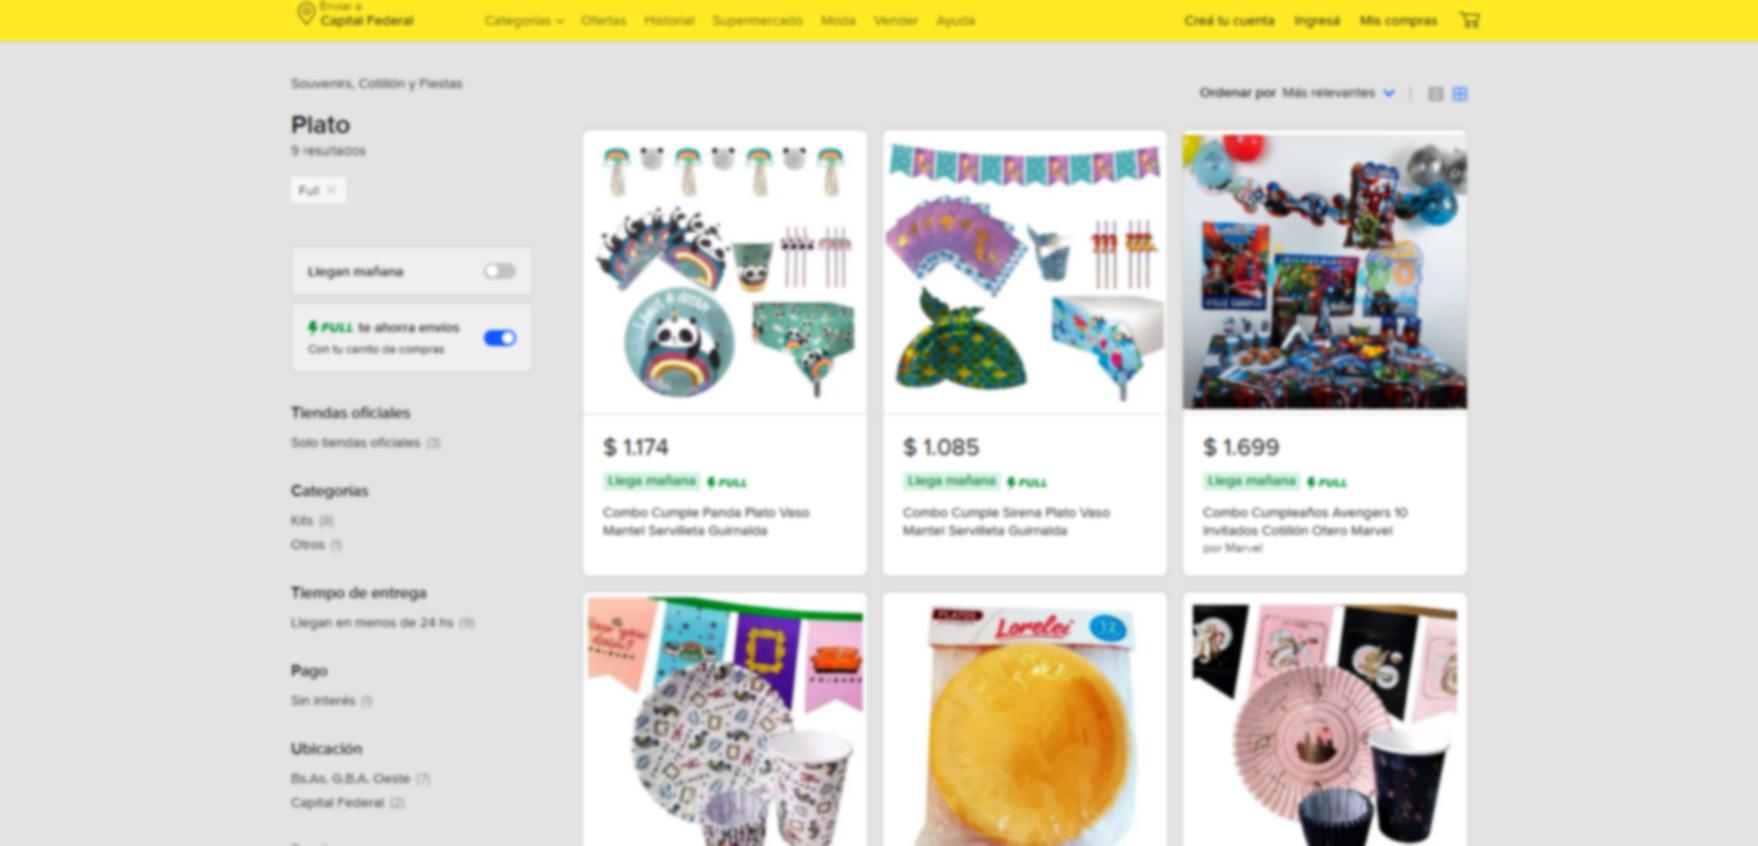 Enviar a
Capital Federal
Categorías
Ofertas
Historial
Supermercado
Moda
Vender
Ayuda
Creá tu cuenta
Ingresá
Mis compras
Souvenirs, Cotillón y Fiestas
Ordenar por Más relevantes
Plato
9 resultados
Full
Llegan mañana
FULL te ahorra envíos
Con tu carrito de compras
Tiendas oficiales
Solo tiendas oficiales (3)
Categorías
Kits (8)
Otros (1)
Tiempo de entrega
Llegan en menos de 24 hs (9)
Pago
Sin interés (1)
Ubicación
Bs.As. G.B.A. Oeste (7)
Capital Federal (2)
$ 1.174
Llega mañana FULL
Combo Cumple Panda Plato Vaso
Mantel Servilleta Guirnalda
$ 1.085
Llega mañana FULL
Combo Cumple Sirena Plato Vaso
Mantel Servilleta Guirnalda
$ 1.699
Llega mañana FULL
Combo Cumpleaños Avengers 10
Invitados Cotillón Otero Marvel
por Marvel
how you
doin?
FRIENDS
FRIENDS
PLATOS
Lorelei
12